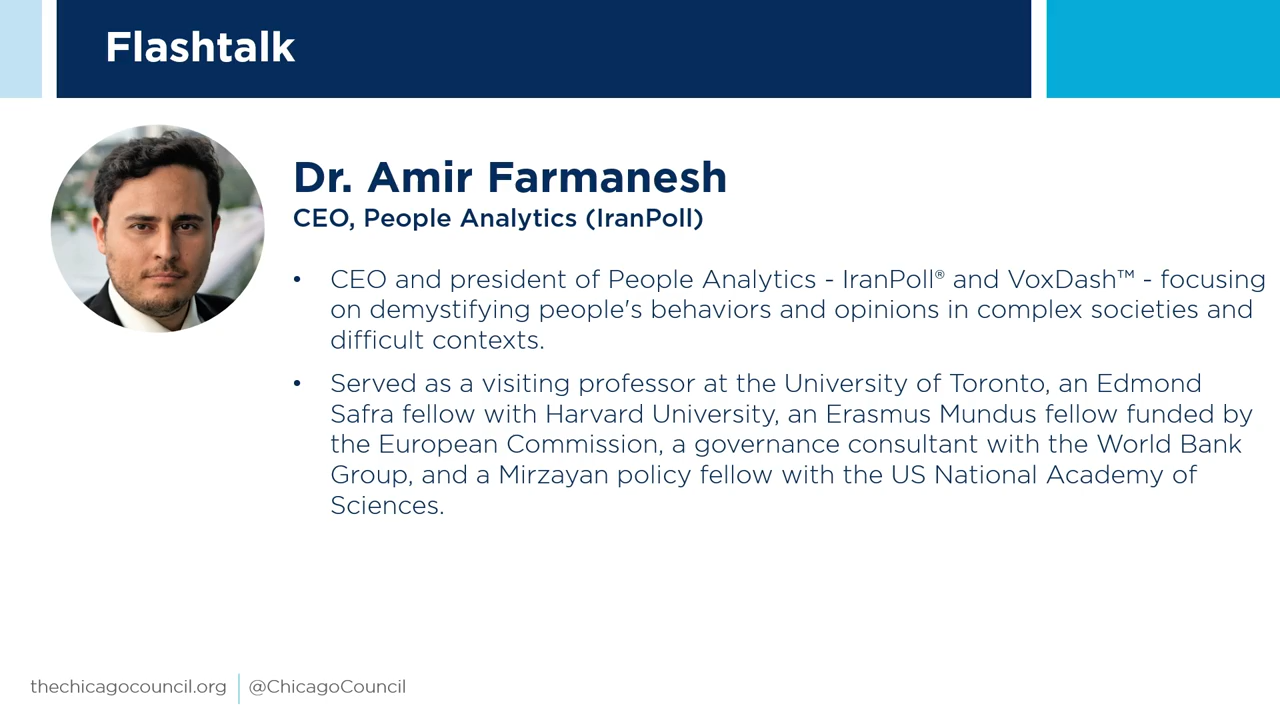 Flashtalk
Dr. Amir Farmanesh
CEO, People Analytics (IranPoll)
• CEO and president of People Analytics - IranPoll® and VoxDash™ - focusing
on demystifying people's behaviors and opinions in complex societies and
difficult contexts.
• Served as a visiting professor at the University of Toronto, an Edmond
Safra fellow with Harvard University, an Erasmus Mundus fellow funded by
the European Commission, a governance consultant with the World Bank
Group, and a Mirzayan policy fellow with the US National Academy of
Sciences.
thechicagocouncil.org | @ChicagoCouncil